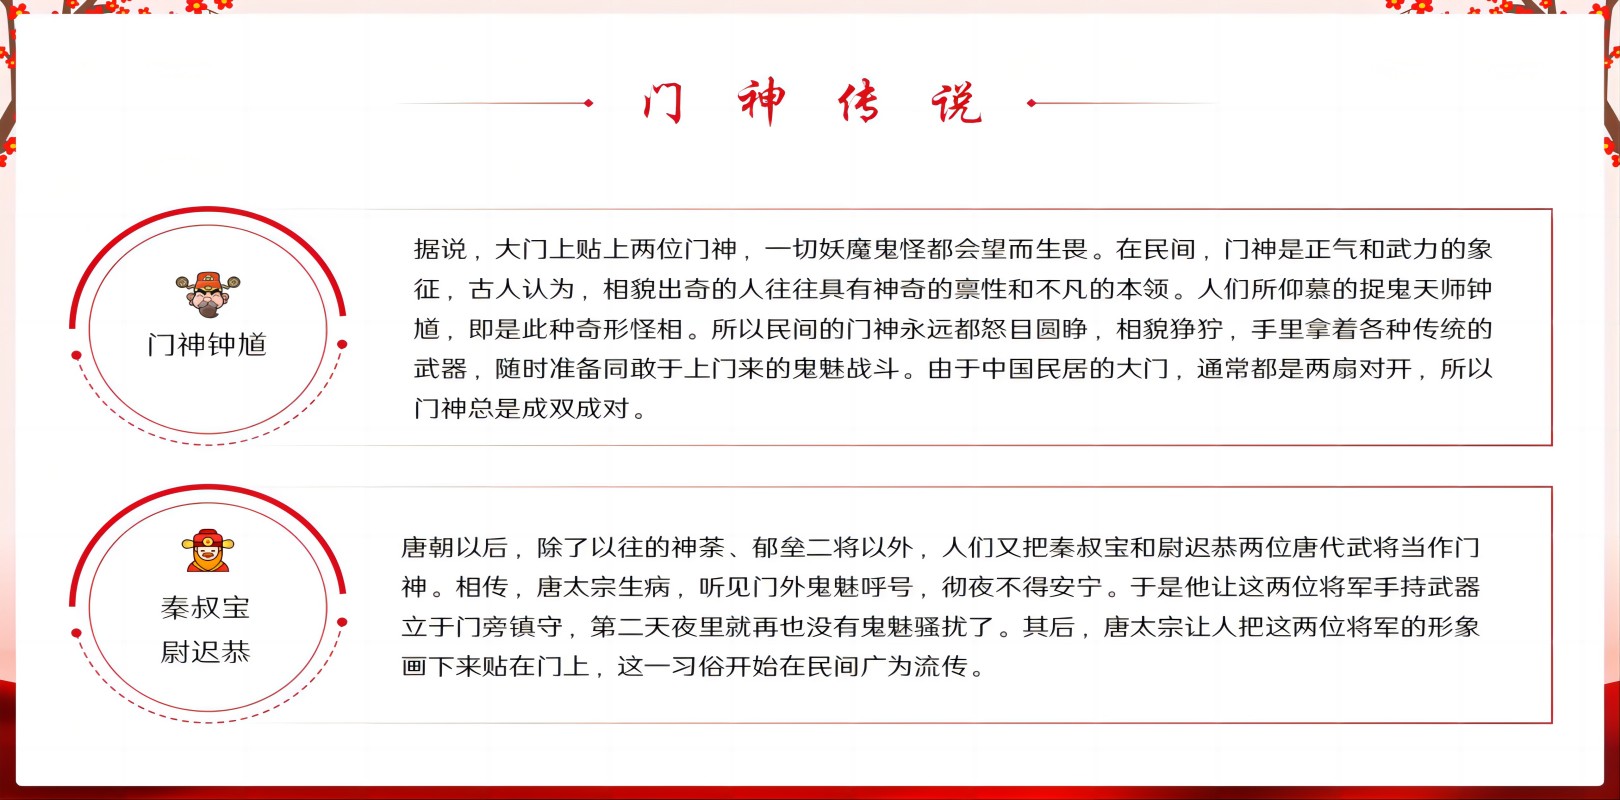 门神传说
门神钟馗
据说，大门上贴上两位门神，一切妖魔鬼怪都会望而生畏。在民间，门神是正气和武力的象
征，古人认为，相貌出奇的人往往具有神奇的禀性和不凡的本领。人们所仰慕的捉鬼天师钟
馗，即是此种奇形怪相。所以民间的门神永远都怒目圆睁，相貌狰狞，手里拿着各种传统的
武器，随时准备同敢于上门来的鬼魅战斗。由于中国民居的大门，通常都是两扇对开，所以
门神总是成双成对。
秦叔宝
尉迟恭
唐朝以后，除了以往的神荼、郁垒二将以外，人们又把秦叔宝和尉迟恭两位唐代武将当作门
神。相传，唐太宗生病，听见门外鬼魅呼号，彻夜不得安宁。于是他让这两位将军手持武器
立于门旁镇守，第二天夜里就再也没有鬼魅骚扰了。其后，唐太宗让人把这两位将军的形象
画下来贴在门上，这一习俗开始在民间广为流传。